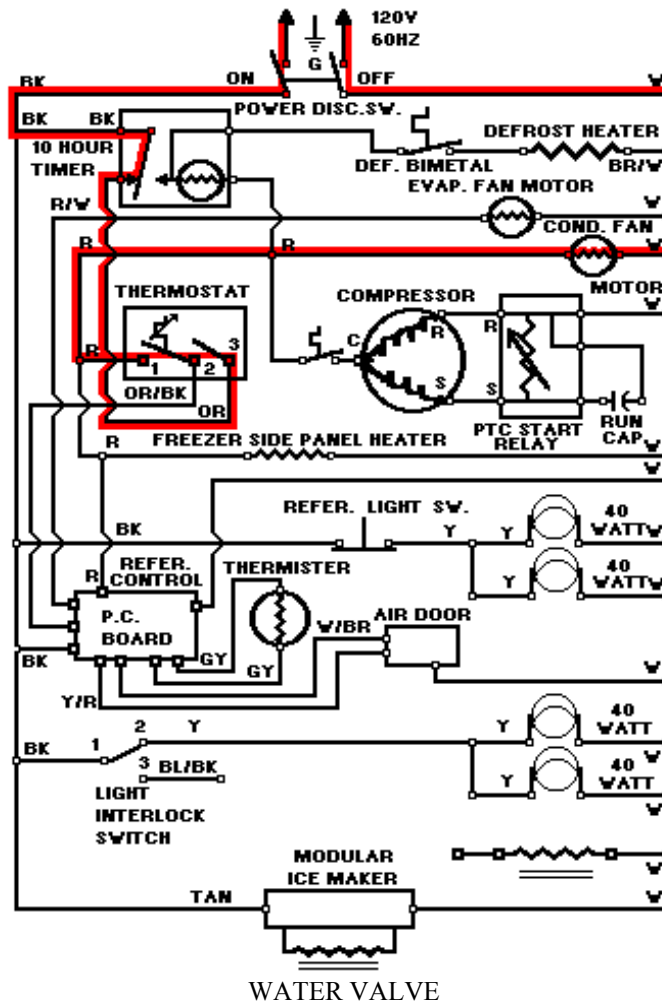 120V
60HZ
BK ON G OFF W
POWER DISC.SW.
BK BK
10 HOUR
TIMER
DEFROST HEATER
DEF. BIMETAL BR/W
EVAP. FAN MOTOR
R/W W
COND. FAN
R R W
MOTOR
THERMOSTAT COMPRESSOR
W
R 1 2 3
C R S
R S
OR/BK
OR
PTC START
RELAY
RUN
CAP
R FREEZER SIDE PANEL HEATER W
W
REFER. LIGHT SW.
BK Y Y 40
WATT W
Y 40
WATT W
REFER.
CONTROL
R
THERMISTER
P.C.
BOARD
W/BR AIR DOOR
BK GY GY
Y/R W
BK 1 2 Y Y 40
WATT
W
3 BL/BK
Y 40
WATT
W
LIGHT
INTERLOCK
SWITCH
MODULAR
ICE MAKER
W
TAN W
WATER VALVE